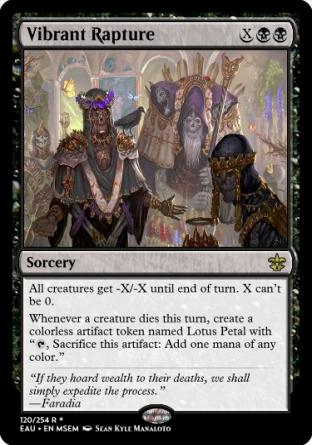 Vibrant Rapture X
Sorcery
All creatures get -X/-X until end of turn. X can't
be 0.
Whenever a creature dies this turn, create a
colorless artifact token named Lotus Petal with
“, Sacrifice this artifact: Add one mana of any
color.”
“If they hoard wealth to their deaths, we shall
simply expedite the process.”
—Faradia
120/254 R *
EAU • EN MSEM SEAN KYLE MANALOTO